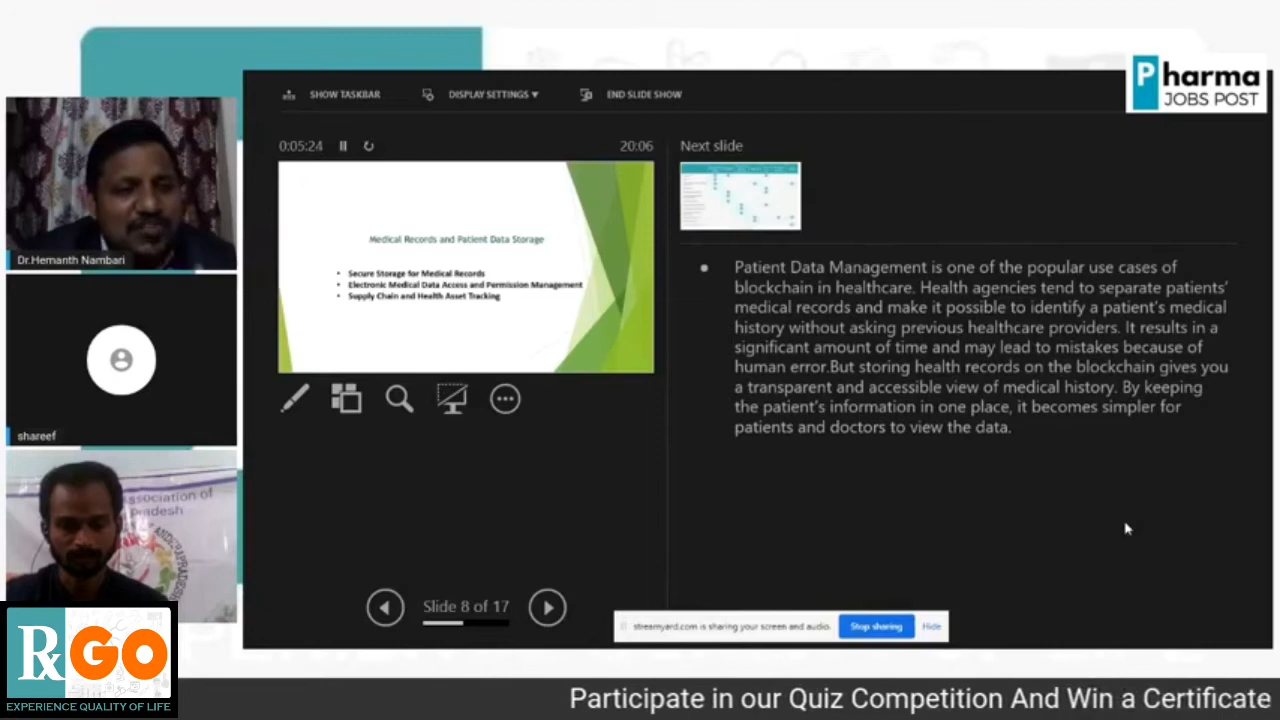 Pharma
JOBS POST
SHOW TASKBAR
DISPLAY SETTINGS ▼
END SLIDE SHOW
0:05:24
20:06
Next slide
Medical Records and Patient Data Storage
• Secure Storage for Medical Records
• Electronic Medical Data Access and Permission Management
• Supply Chain and Health Asset Tracking
• Patient Data Management is one of the popular use cases of
blockchain in healthcare. Health agencies tend to separate patients’
medical records and make it possible to identify a patient's medical
history without asking previous healthcare providers. It results in a
significant amount of time and may lead to mistakes because of
human error.But storing health records on the blockchain gives you
a transparent and accessible view of medical history. By keeping
the patient's information in one place, it becomes simpler for
patients and doctors to view the data.
Dr.Hemanth Nambari
shareef
ssociation of
Pradesh
Slide 8 of 17
streamyard.com is sharing your screen and audio.
Stop sharing
Hide
RxGO
EXPERIENCE QUALITY OF LIFE
Participate in our Quiz Competition And Win a Certificate